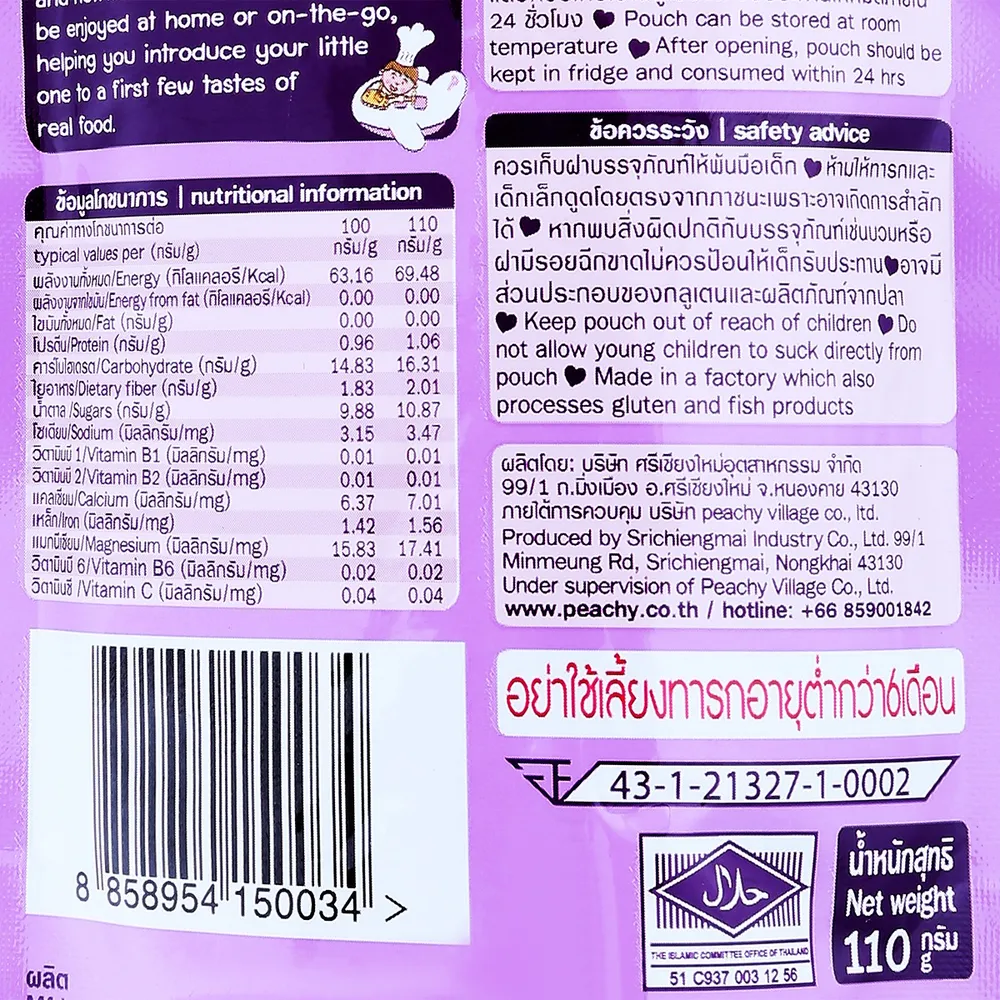 be enjoyed at home or on-the-go,
helping you introduce your little
one to a first few tastes of
real food.
24 ชั่วโมง Pouch can be stored at room
temperature After opening, pouch should be
kept in fridge and consumed within 24 hrs
ข้อควรระวัง | safety advice
ควรเก็บฝาบรรจุภัณฑ์ให้พ้นมือเด็ก ห้ามให้ทารกและ
เด็กเล็กดูดโดยตรงจากภาชนะเพราะอาจเกิดการสำลัก
ได้ หากพบสิ่งผิดปกติกับบรรจุภัณฑ์เช่นบวมหรือ
ฝามีรอยฉีกขาดไม่ควรป้อนให้เด็กรับประทาน อาจมี
ส่วนประกอบของกลูเตนและผลิตภัณฑ์จากปลา
Keep pouch out of reach of children Do
not allow young children to suck directly from
pouch Made in a factory which also
processes gluten and fish products
ข้อมูลโภชนาการ | nutritional information
คุณค่าทางโภชนาการต่อ 100 110
typical values per (กรัม/g) กรัม/g กรัม/g
พลังงานทั้งหมด/Energy (กิโลแคลอรี/Kcal) 63.16 69.48
พลังงานจากไขมัน/Energy from fat (กิโลแคลอรี/Kcal) 0.00 0.00
ไขมันทั้งหมด/Fat (กรัม/g) 0.00 0.00
โปรตีน/Protein (กรัม/g) 0.96 1.06
คาร์โบไฮเดรต/Carbohydrate (กรัม/g) 14.83 16.31
ใยอาหาร/Dietary fiber (กรัม/g) 1.83 2.01
น้ำตาล /Sugars (กรัม/g) 9.88 10.87
โซเดียม/Sodium (มิลลิกรัม/mg) 3.15 3.47
วิตามินบี 1/Vitamin B1 (มิลลิกรัม/mg) 0.01 0.01
วิตามินบี 2/Vitamin B2 (มิลลิกรัม/mg) 0.01 0.01
แคลเซียม/Calcium (มิลลิกรัม/mg) 6.37 7.01
เหล็ก/Iron (มิลลิกรัม/mg) 1.42 1.56
แมกนีเซียม/Magnesium (มิลลิกรัม/mg) 15.83 17.41
วิตามินบี 6/Vitamin B6 (มิลลิกรัม/mg) 0.02 0.02
วิตามินซี /Vitamin C (มิลลิกรัม/mg) 0.04 0.04
ผลิตโดย: บริษัท ศรีเชียงใหม่อุตสาหกรรม จำกัด
99/1 ถ.มิ่งเมือง อ.ศรีเชียงใหม่ จ.หนองคาย 43130
ภายใต้การควบคุม บริษัท peachy village co., ltd.
Produced by Srichiengmai Industry Co., Ltd. 99/1
Minmeung Rd, Srichiengmai, Nongkhai 43130
Under supervision of Peachy Village Co., Ltd.
www.peachy.co.th / hotline: +66 859001842
อย่าใช้เลี้ยงทารกอายุต่ำกว่า6เดือน
43-1-21327-1-0002
8 858954 150034 >
حلال
THE ISLAMIC COMMITTEE OFFICE OF THAILAND
51 C937 003 12 56
น้ำหนักสุทธิ
Net weight
110 กรัม
g
ผลิต